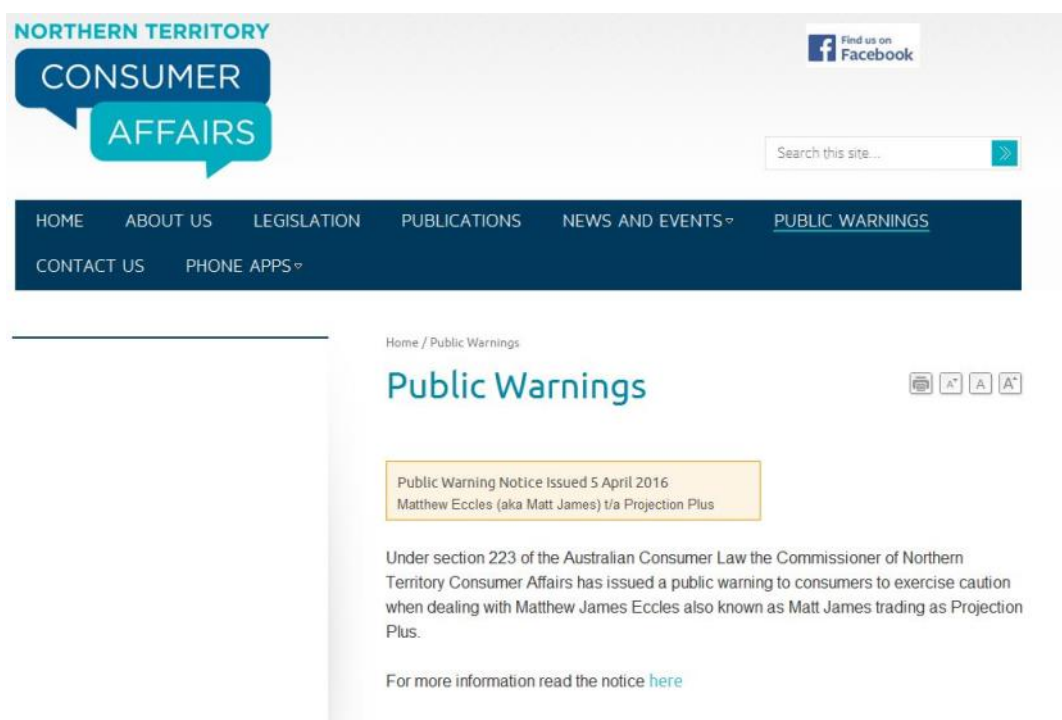 NORTHERN TERRITORY
CONSUMER
AFFAIRS
Find us on
Facebook
Search this site...
HOME ABOUT US LEGISLATION PUBLICATIONS NEWS AND EVENTS PUBLIC WARNINGS
CONTACT US PHONE APPS
Home / Public Warnings
Public Warnings
A A A
Public Warning Notice Issued 5 April 2016
Matthew Eccles (aka Matt James) t/a Projection Plus
Under section 223 of the Australian Consumer Law the Commissioner of Northern
Territory Consumer Affairs has issued a public warning to consumers to exercise caution
when dealing with Matthew James Eccles also known as Matt James trading as Projection
Plus.
For more information read the notice here